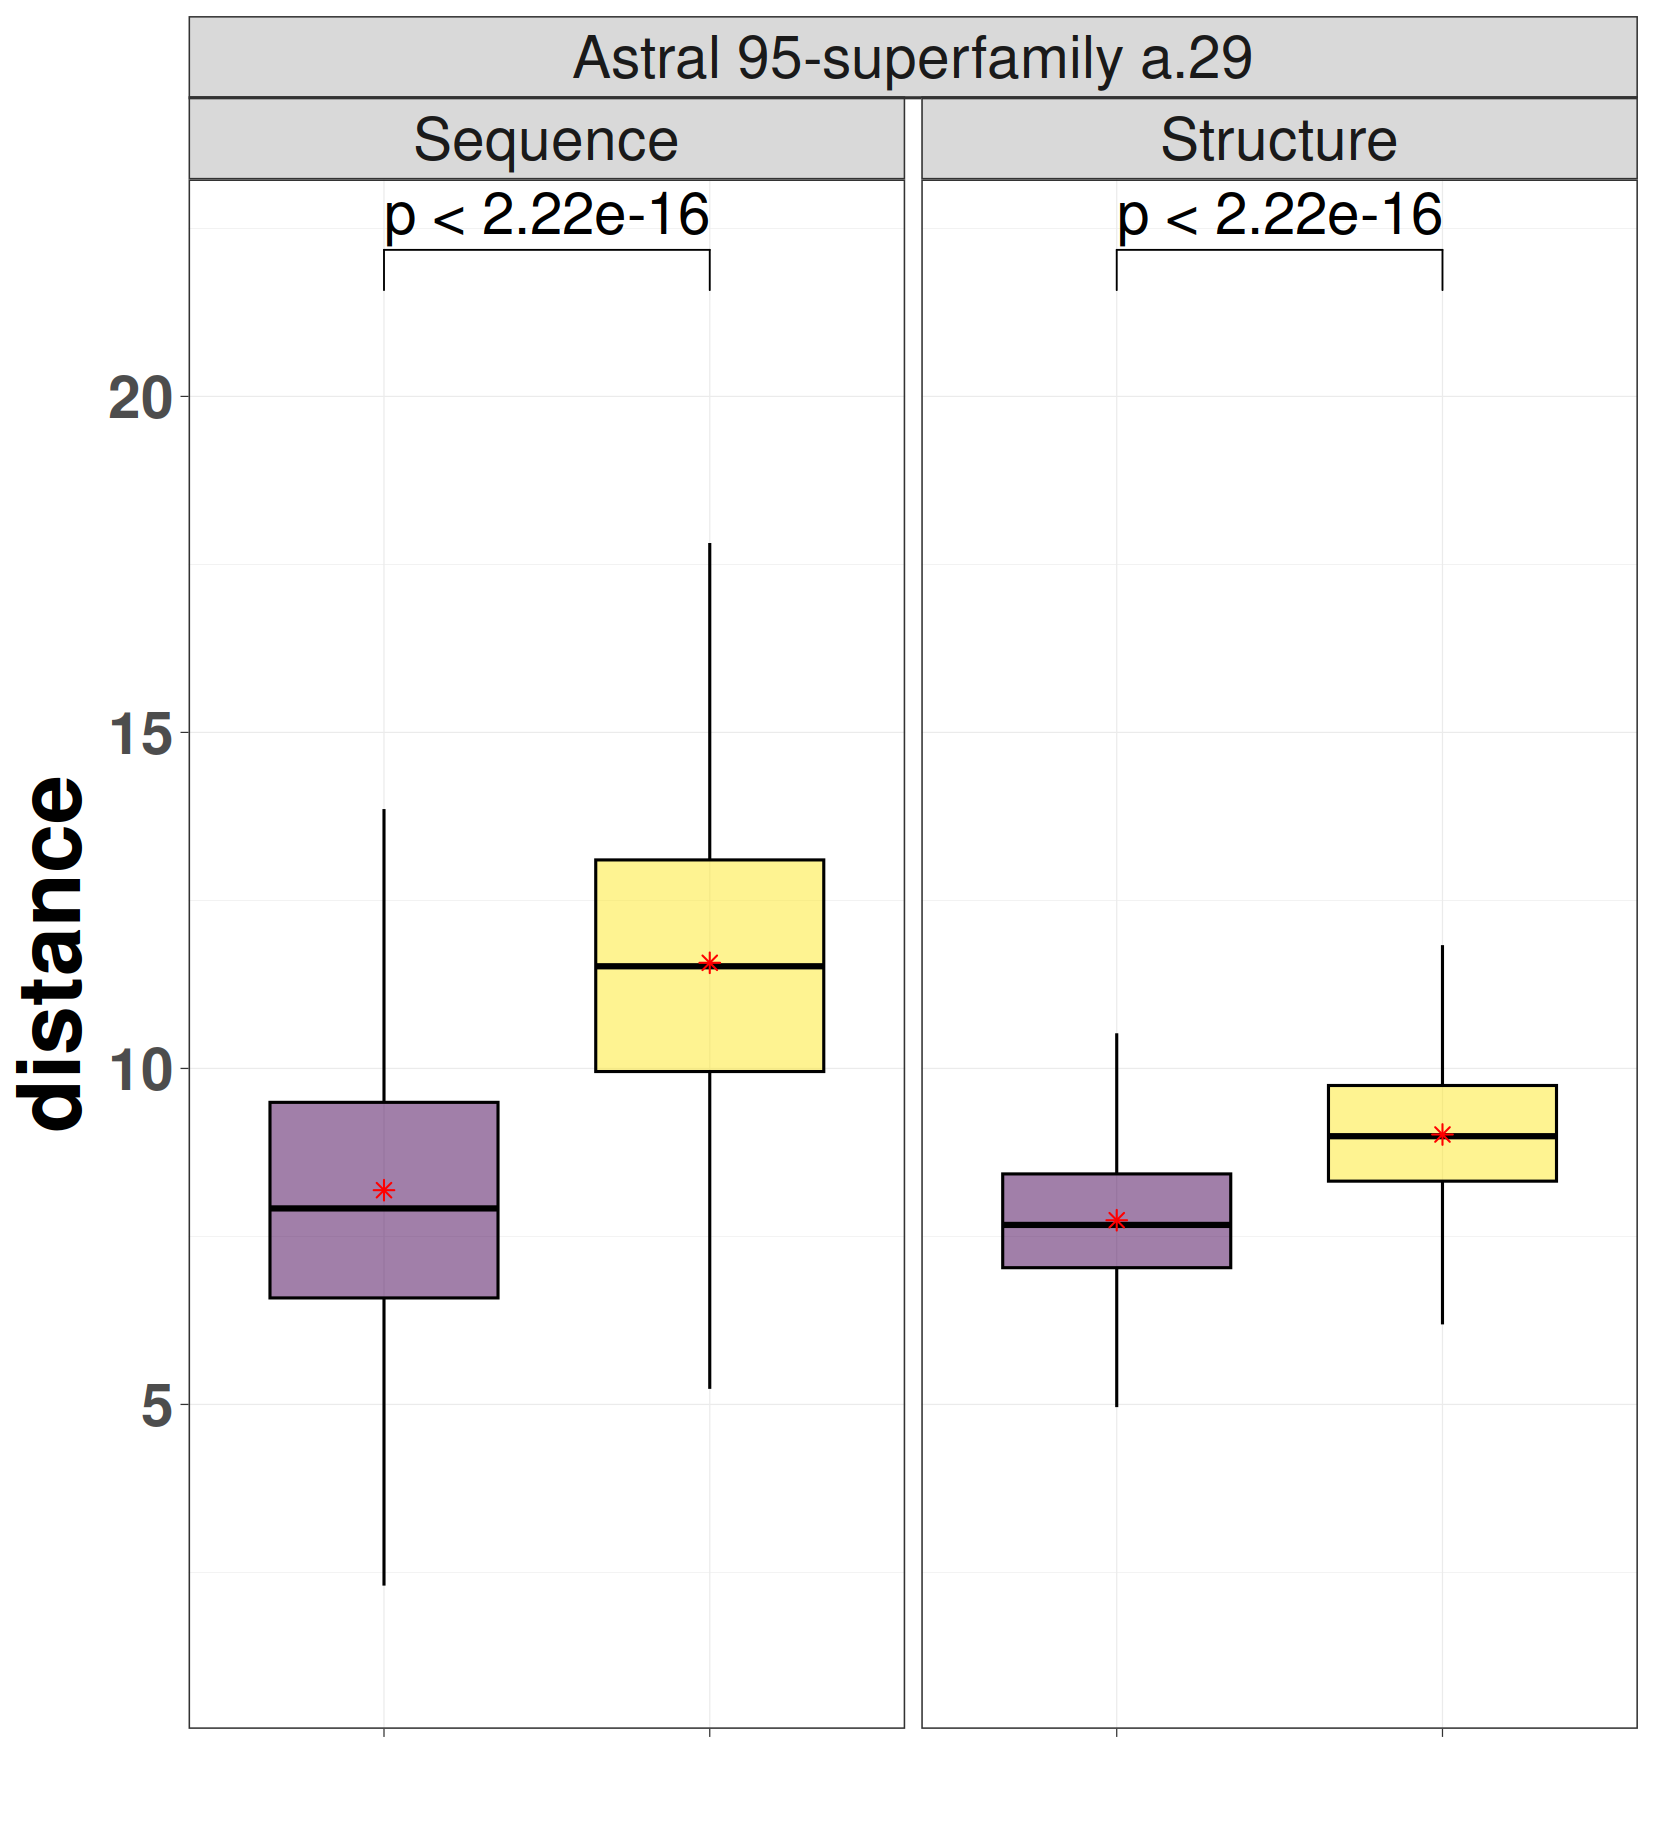 Astral 95-superfamily a.29
Sequence
Structure
p < 2.22e-16
p < 2.22e-16
20
15
10
5
distance